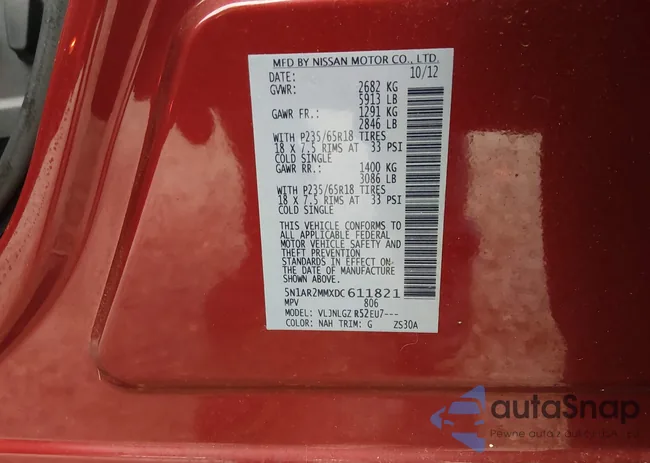 MFD BY NISSAN MOTOR CO., LTD.
DATE: 10/12
GVWR: 2682 KG
5913 LB
GAWR FR.: 1291 KG
2846 LB
WITH P235/65R18 TIRES
18 X 7.5 RIMS AT 33 PSI
COLD SINGLE
GAWR RR.: 1400 KG
3086 LB
WITH P235/65R18 TIRES
18 X 7.5 RIMS AT 33 PSI
COLD SINGLE
THIS VEHICLE CONFORMS TO
ALL APPLICABLE FEDERAL
MOTOR VEHICLE SAFETY AND
THEFT PREVENTION
STANDARDS IN EFFECT ON
THE DATE OF MANUFACTURE
SHOWN ABOVE.
5N1AR2MMXDC611821
MPV 806
MODEL: VLJNLGZ R52EU7---
COLOR: NAH TRIM: G ZS30A
autaSnap
Pewne auta z